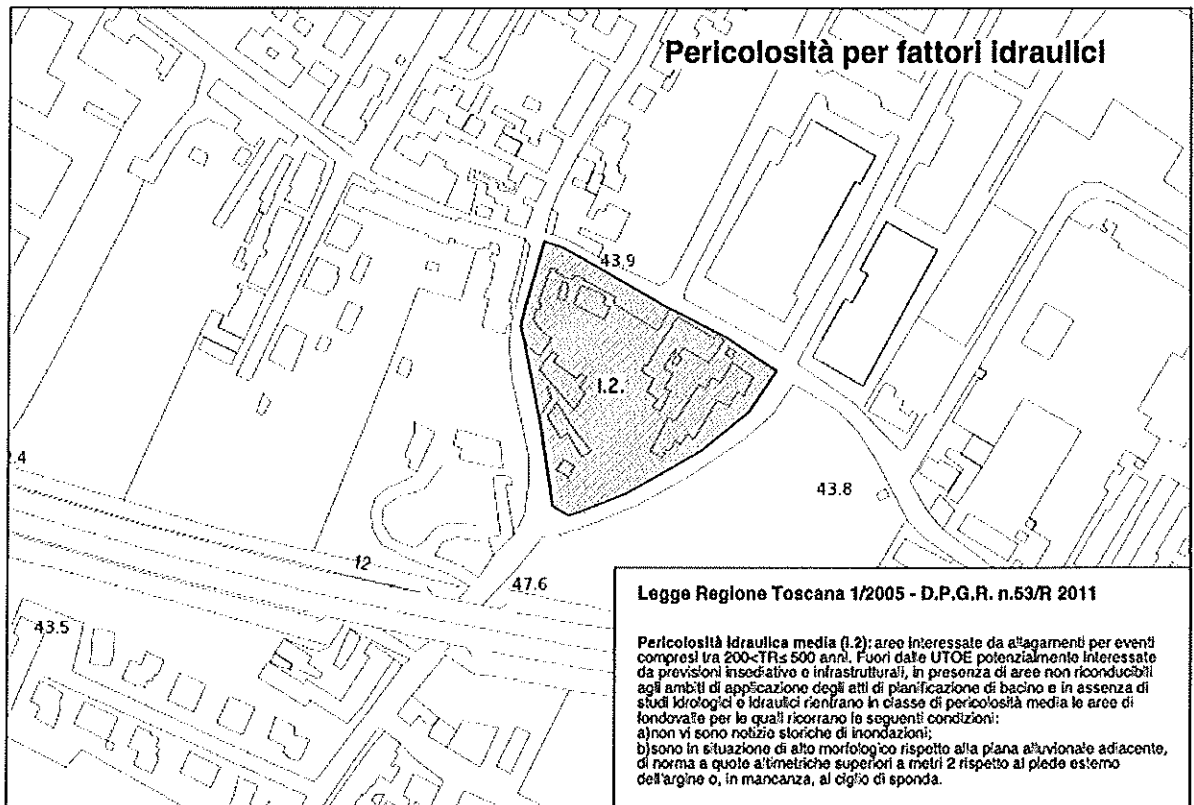 Pericolosità per fattori idraulici
43.9
I.2.
.4
43.8
12
47.6
43.5
Legge Regione Toscana 1/2005 - D.P.G.R. n.53/R 2011
Pericolosità idraulica media (I.2): aree interessate da allagamenti per eventi
compresi tra 200<TR≤ 500 anni. Fuori dalle UTOE potenzialmente interessate
da previsioni insediative o infrastrutturali, in presenza di aree non riconducibili
agli ambiti di applicazione degli atti di pianificazione di bacino e in assenza di
studi idrologici e idraulici rientrano in classe di pericolosità media le aree di
fondovalle per le quali ricorrano le seguenti condizioni:
a)non vi sono notizie storiche di inondazioni;
b)sono in situazione di alto morfologico rispetto alla piana alluvionale adiacente,
di norma a quote altimetriche superiori a metri 2 rispetto al piede esterno
dell'argine o, in mancanza, al ciglio di sponda.